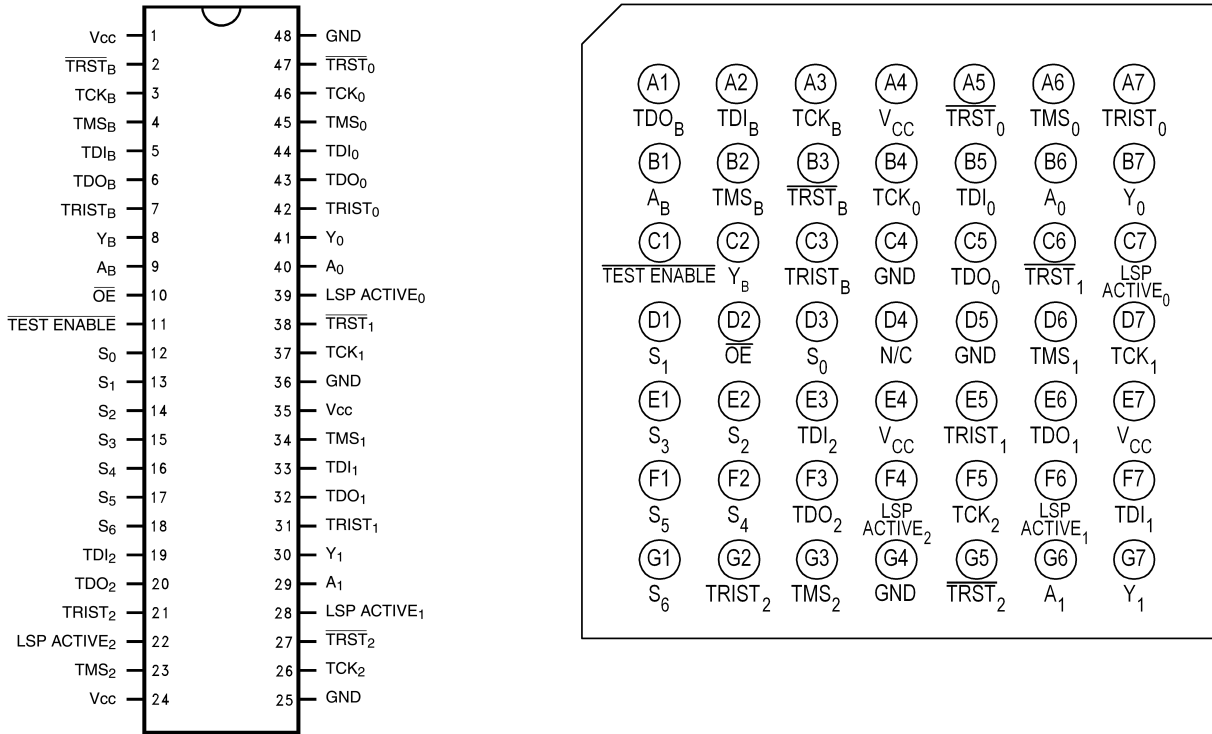 Vcc 1 48 GND
TRST_B 2 47 TRST_0
TCK_B 3 46 TCK_0
TMS_B 4 45 TMS_0
TDI_B 5 44 TDI_0
TDO_B 6 43 TDO_0
TRIST_B 7 42 TRIST_0
Y_B 8 41 Y_0
A_B 9 40 A_0
OE 10 39 LSP ACTIVE_0
TEST ENABLE 11 38 TRST_1
S_0 12 37 TCK_1
S_1 13 36 GND
S_2 14 35 Vcc
S_3 15 34 TMS_1
S_4 16 33 TDI_1
S_5 17 32 TDO_1
S_6 18 31 TRIST_1
TDI_2 19 30 Y_1
TDO_2 20 29 A_1
TRIST_2 21 28 LSP ACTIVE_1
LSP ACTIVE_2 22 27 TRST_2
TMS_2 23 26 TCK_2
Vcc 24 25 GND
A1 A2 A3 A4 A5 A6 A7
TDO_B TDI_B TCK_B V_CC TRST_0 TMS_0 TRIST_0
B1 B2 B3 B4 B5 B6 B7
A_B TMS_B TRST_B TCK_0 TDI_0 A_0 Y_0
C1 C2 C3 C4 C5 C6 C7
TEST ENABLE Y_B TRIST_B GND TDO_0 TRST_1 LSP
ACTIVE_0
D1 D2 D3 D4 D5 D6 D7
S_1 OE S_0 N/C GND TMS_1 TCK_1
E1 E2 E3 E4 E5 E6 E7
S_3 S_2 TDI_2 V_CC TRIST_1 TDO_1 V_CC
F1 F2 F3 F4 F5 F6 F7
S_5 S_4 TDO_2 LSP TCK_2 LSP TDI_1
ACTIVE_2 ACTIVE_1
G1 G2 G3 G4 G5 G6 G7
S_6 TRIST_2 TMS_2 GND TRST_2 A_1 Y_1